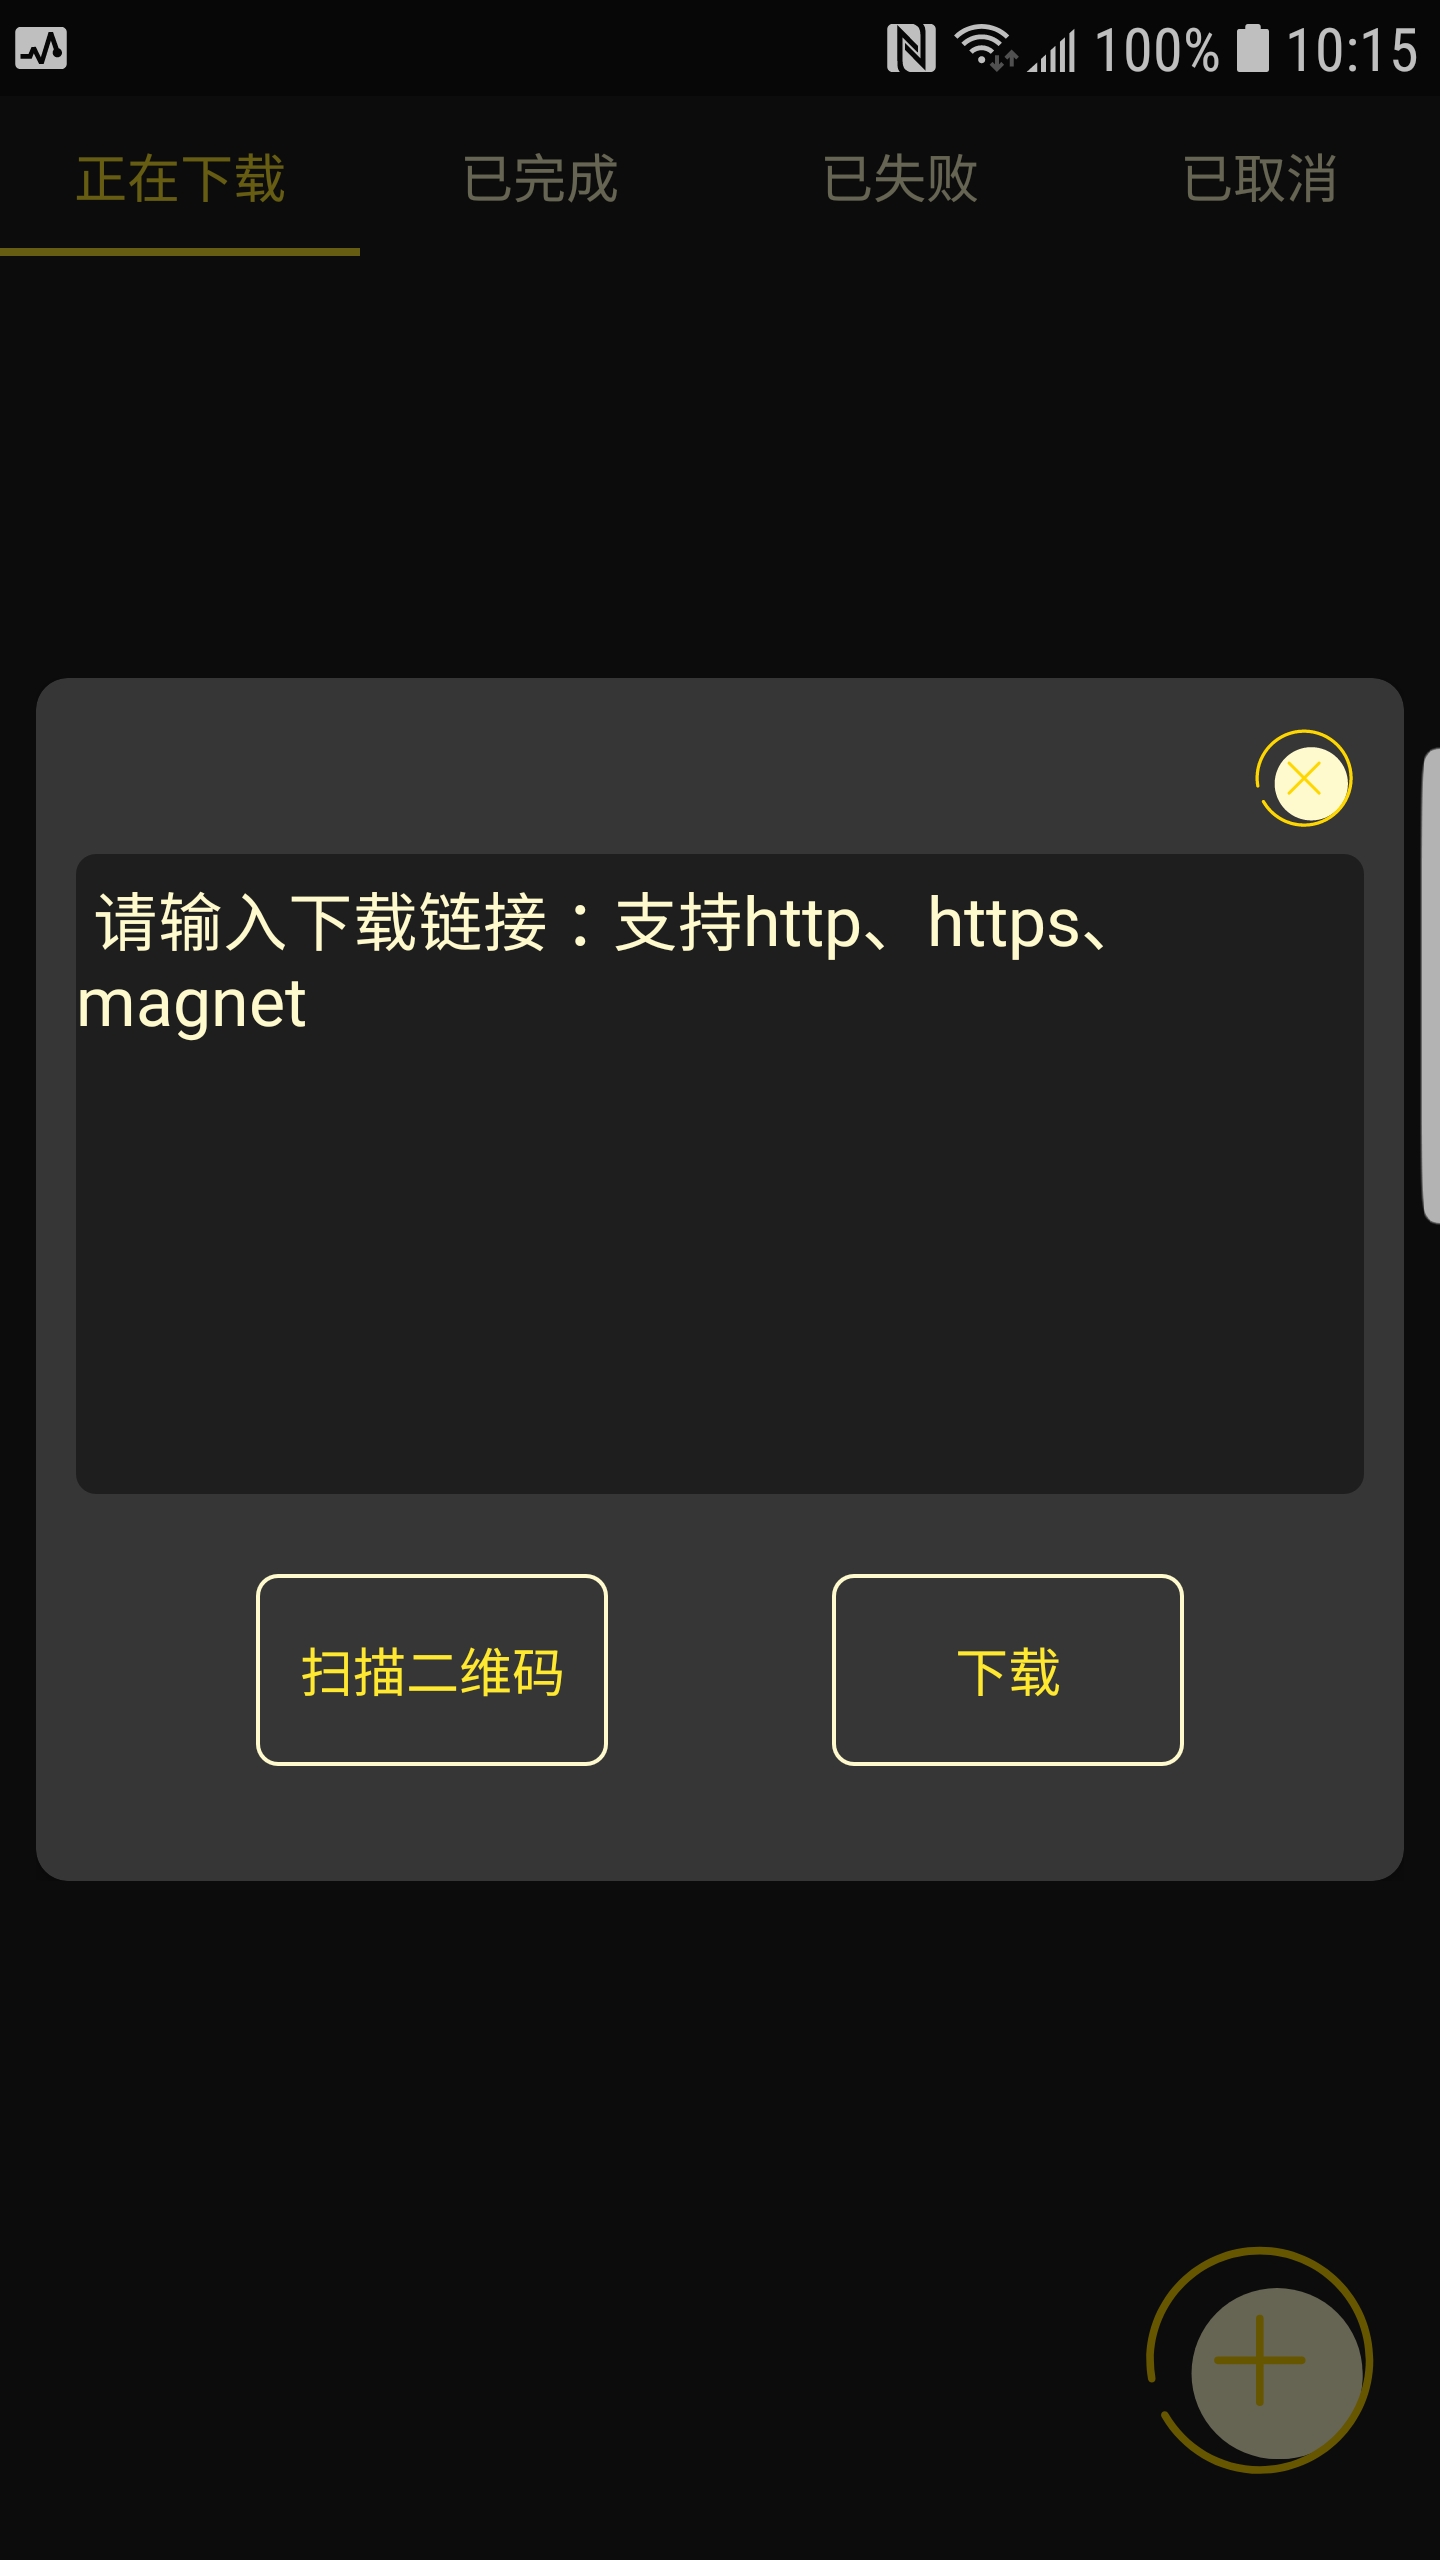 100% 10:15
正在下载 已完成 已失败 已取消
请输入下载链接：支持http、https、
magnet
扫描二维码 下载